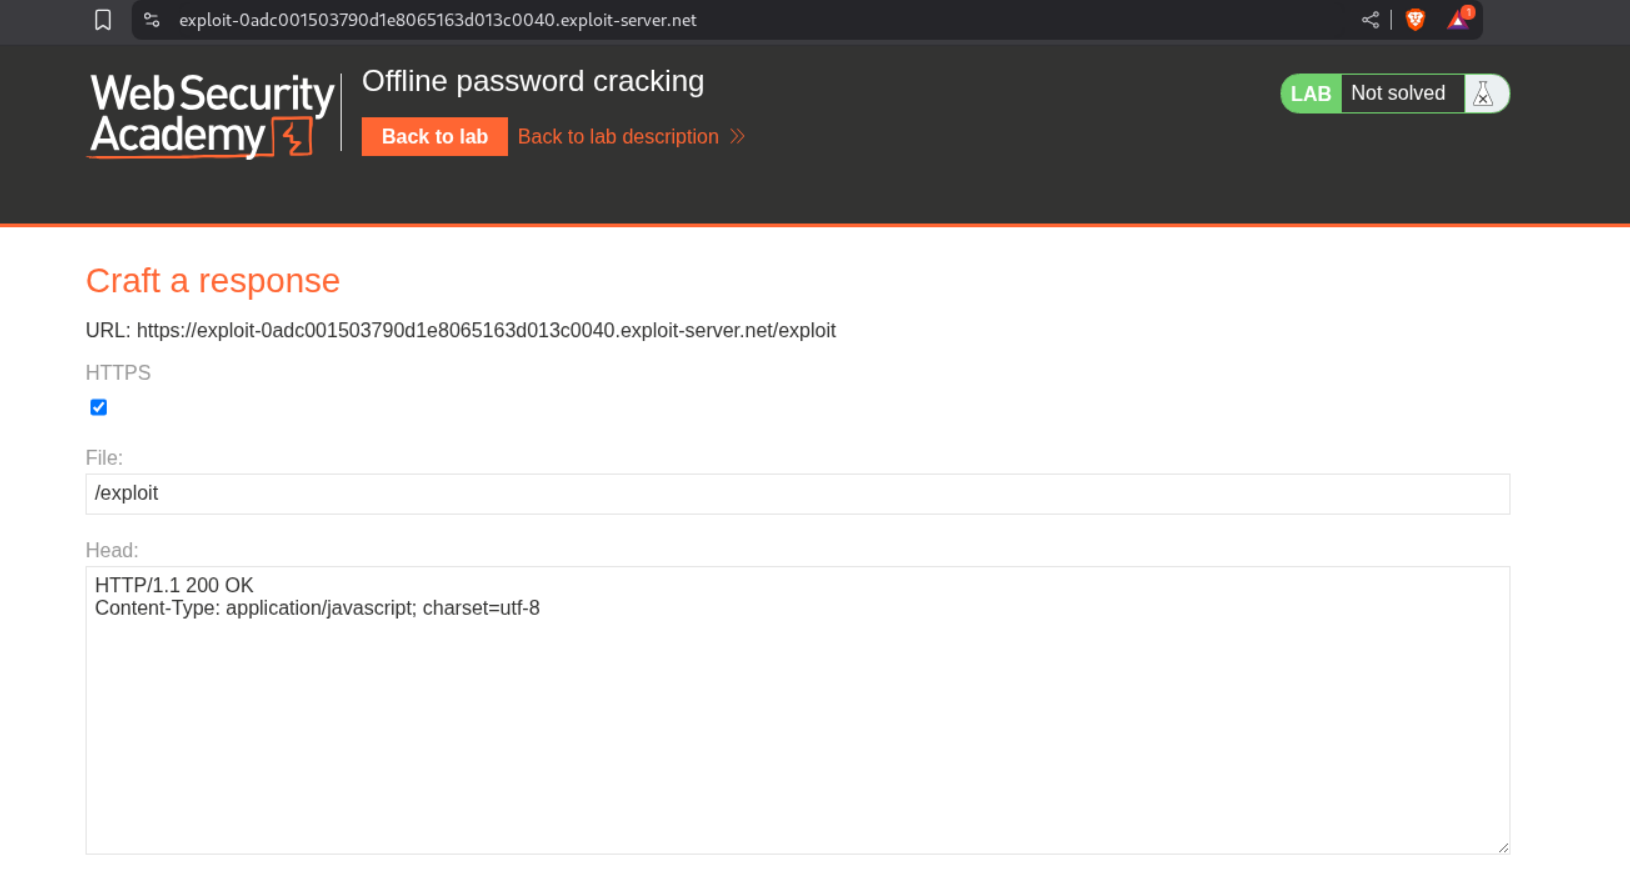 exploit-0adc001503790d1e8065163d013c0040.exploit-server.net
1
Web Security
Academy
Offline password cracking
Back to lab
Back to lab description
LAB
Not solved
Craft a response
URL: https://exploit-0adc001503790d1e8065163d013c0040.exploit-server.net/exploit
HTTPS
File:
/exploit
Head:
HTTP/1.1 200 OK
Content-Type: application/javascript; charset=utf-8